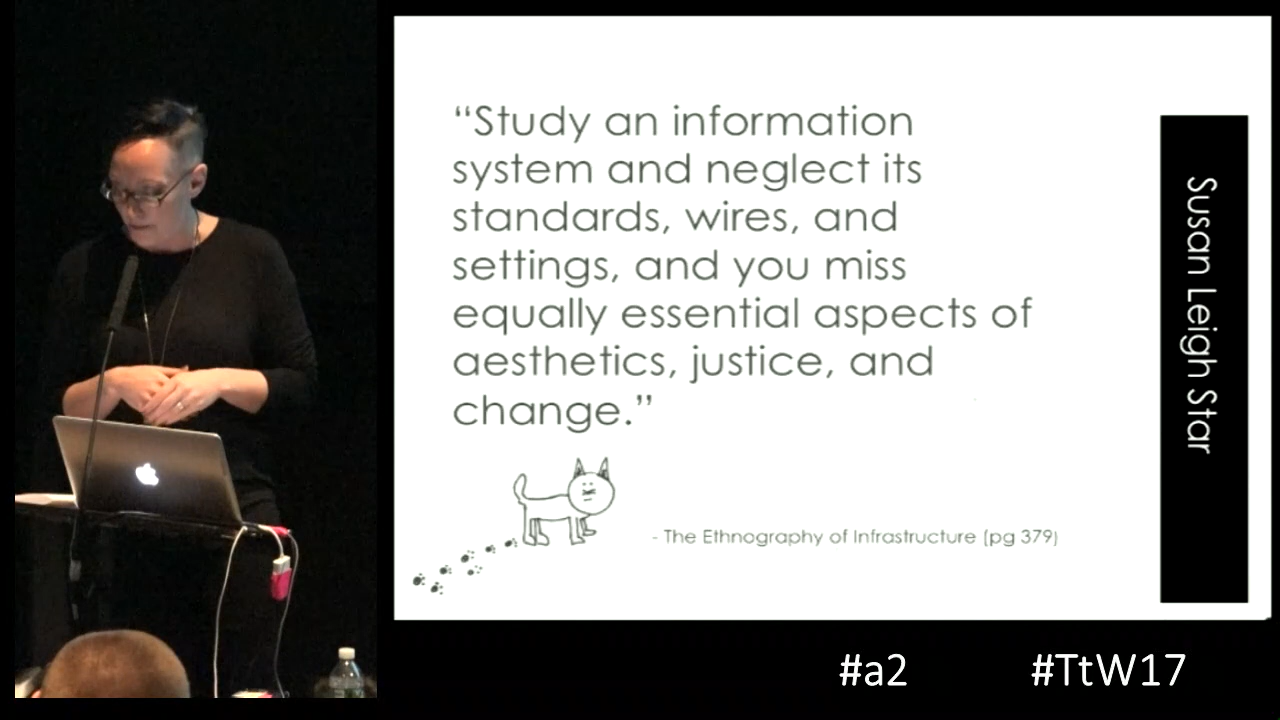 “Study an information
system and neglect its
standards, wires, and
settings, and you miss
equally essential aspects of
aesthetics, justice, and
change.”
- The Ethnography of Infrastructure (pg 379)
Susan Leigh Star
#a2 #TtW17